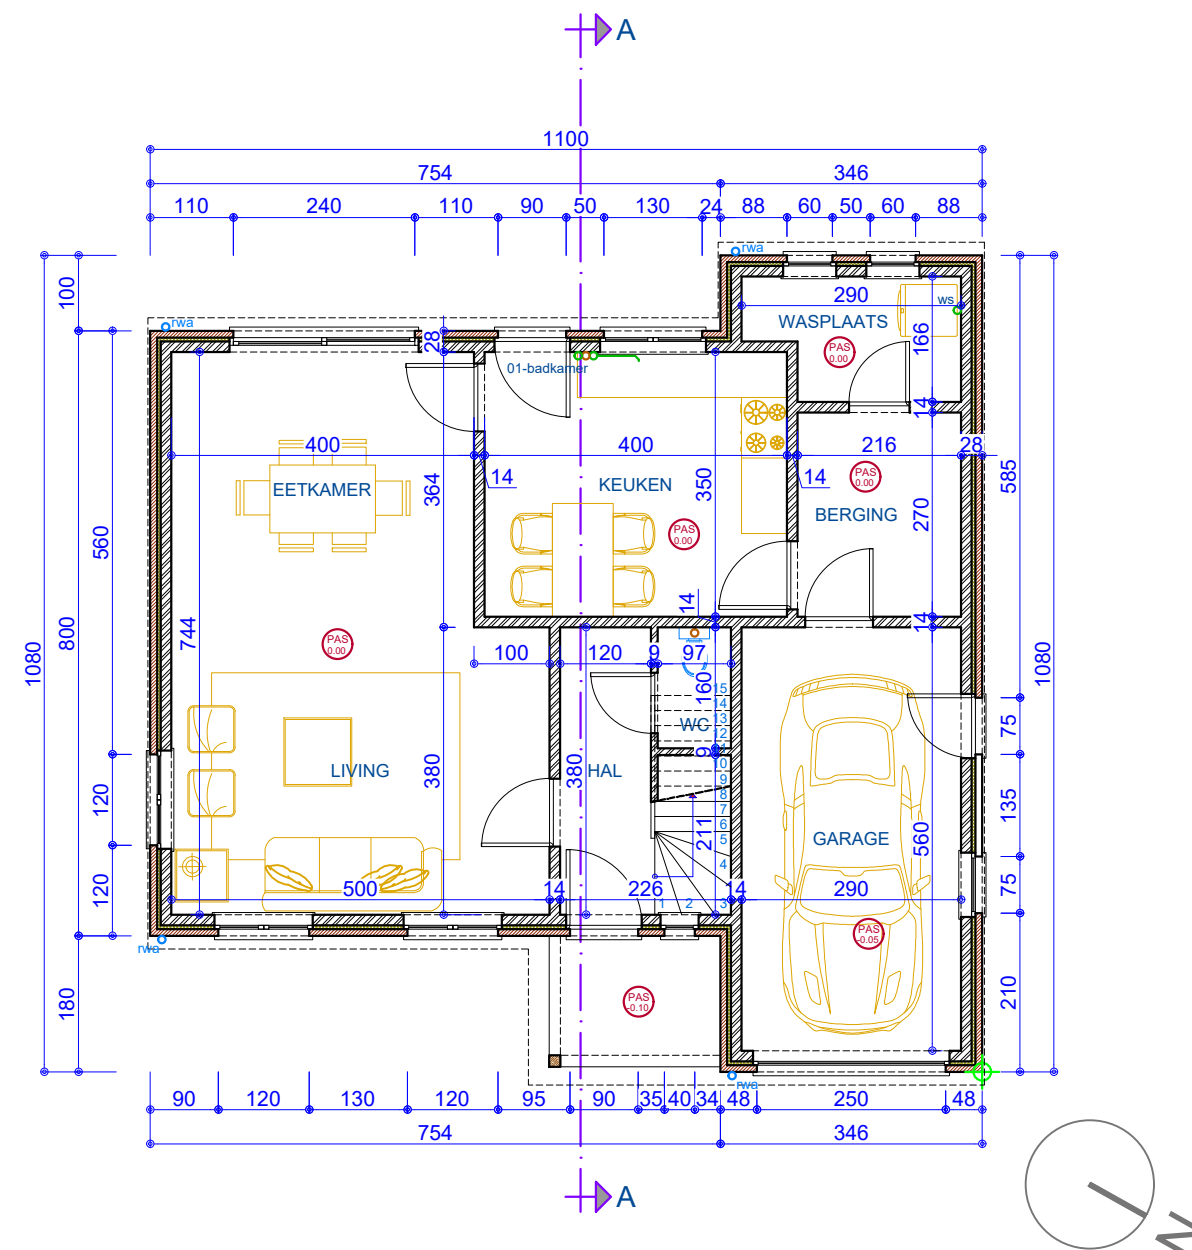 A
1100
754 346
110 240 110 90 50 130 24 88 60 50 60 88
rwa
100
290
ws
WASPLAATS
166
PAS
0.00
rwa
28
01-badkamer
14
400 14 400 14 216 28
EETKAMER
364
KEUKEN
350
PAS
0.00
BERGING
270
585
560
PAS
0.00
14
14
744
800
1080
1080
PAS
0.00
100 120 9 97
160
15
14
13
12
11
10
9
8
7
6
5
4
3
2
1
WC
9
75
LIVING
380
380
HAL
211
120
135
GARAGE
560
120
75
500 14 226 14 290
PAS
-0.05
rwa
180
PAS
-0.10
210
rwa
90 120 130 120 95 90 35 40 34 48 250 48
754 346
A
N